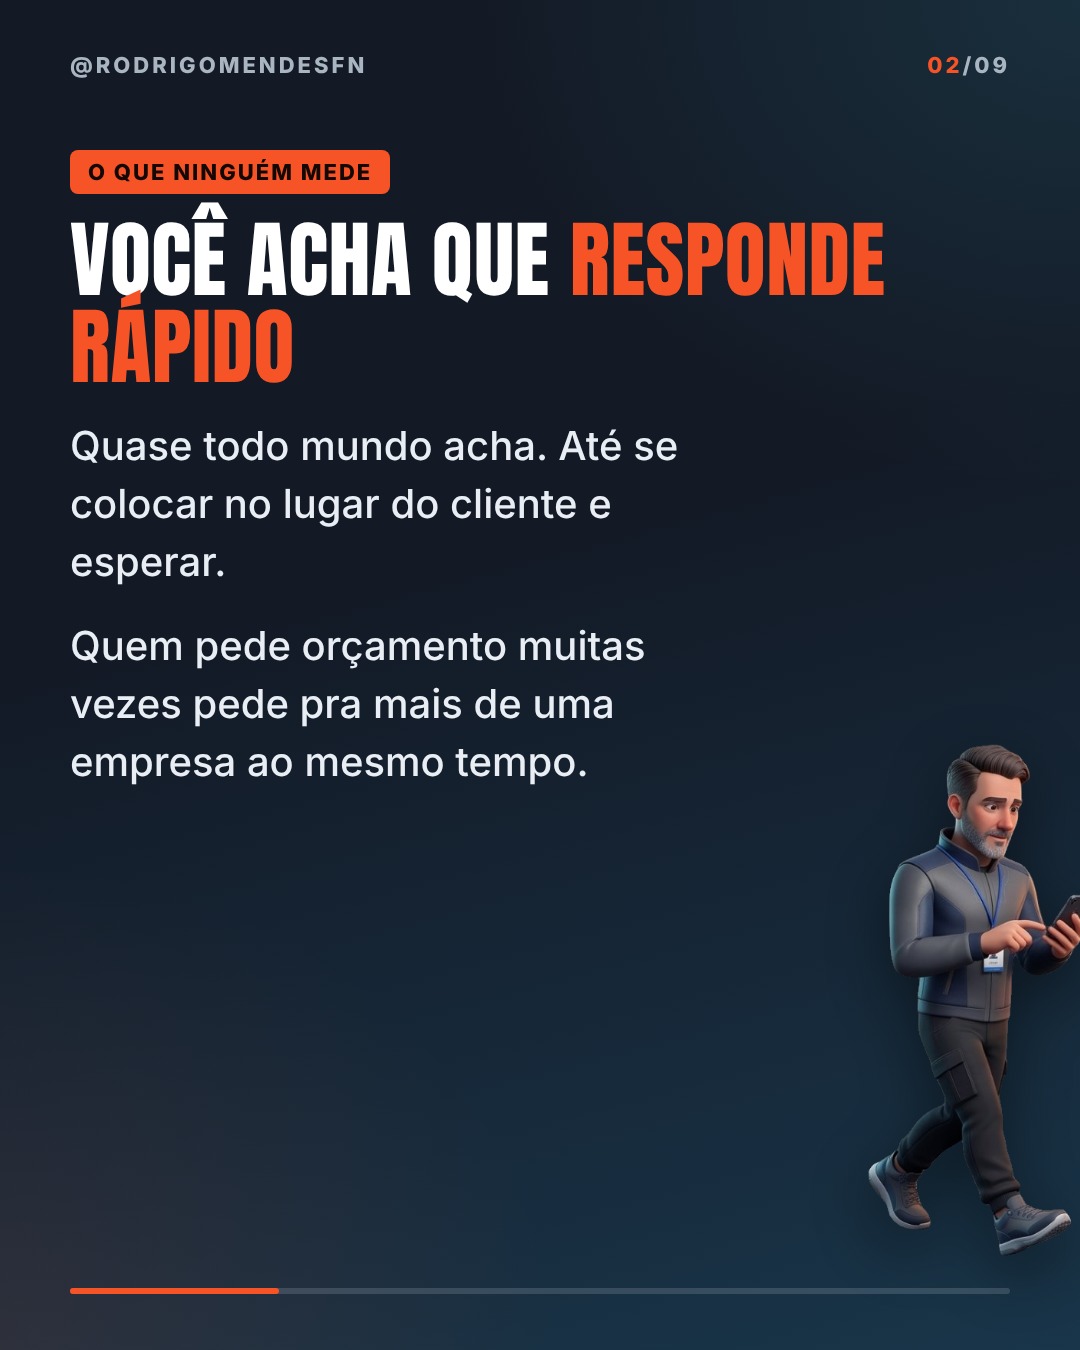 @RODRIGOMENDESFN
02/09
O QUE NINGUÉM MEDE
VOCÊ ACHA QUE RESPONDE
RÁPIDO
Quase todo mundo acha. Até se
colocar no lugar do cliente e
esperar.
Quem pede orçamento muitas
vezes pede pra mais de uma
empresa ao mesmo tempo.